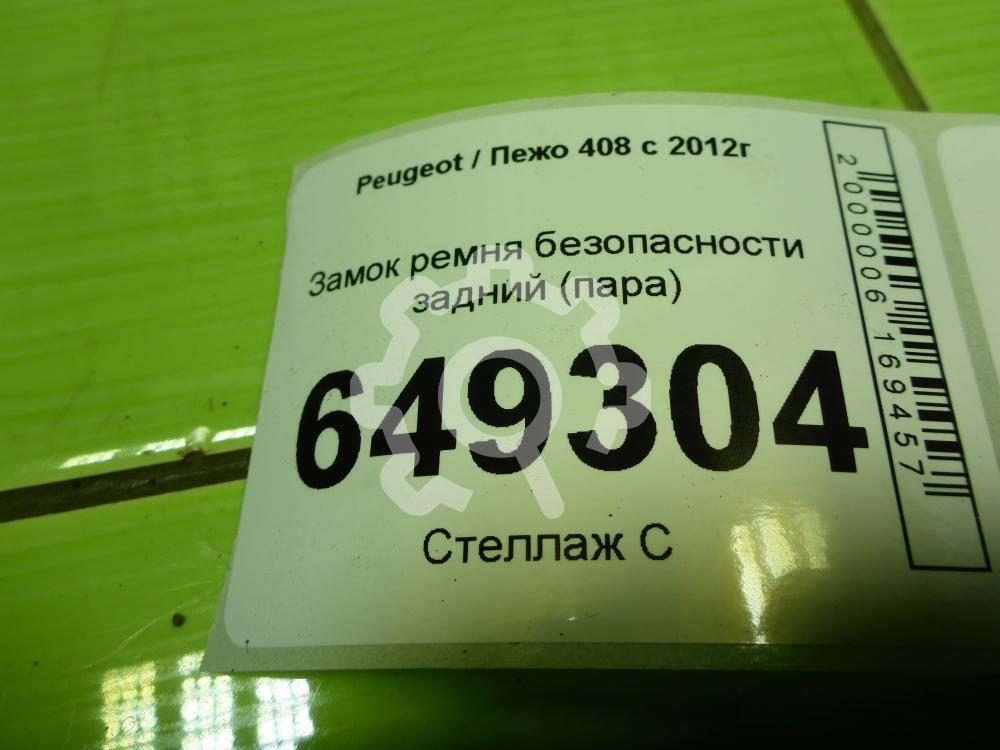 Peugeot / Пежо 408 с 2012г
Замок ремня безопасности
задний (пара)
649304
Стеллаж С
2000006169457